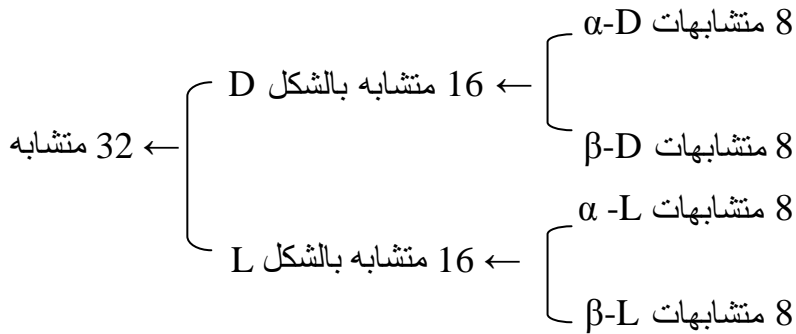 8 متشابهات α-D
16 متشابه بالشكل D ←
8 متشابهات β-D
32 متشابه ←
8 متشابهات α -L
16 متشابه بالشكل L ←
8 متشابهات β-L